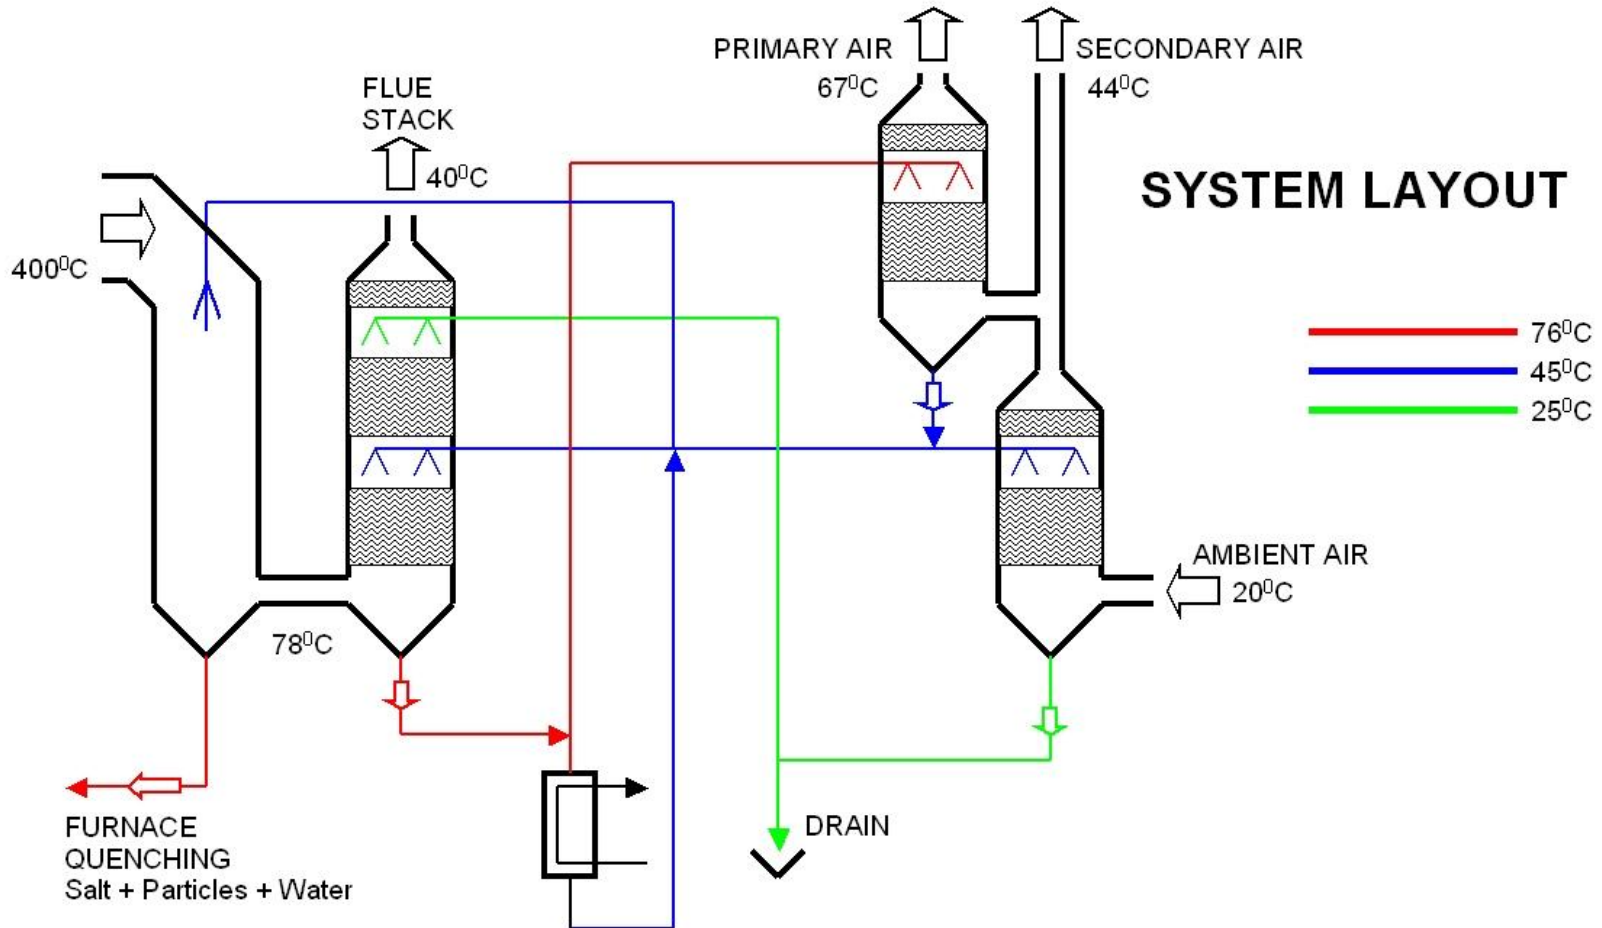 PRIMARY AIR
67⁰C
SECONDARY AIR
44⁰C
FLUE
STACK
40⁰C
SYSTEM LAYOUT
400⁰C
76⁰C
45⁰C
25⁰C
AMBIENT AIR
20⁰C
78⁰C
FURNACE
QUENCHING
Salt + Particles + Water
DRAIN